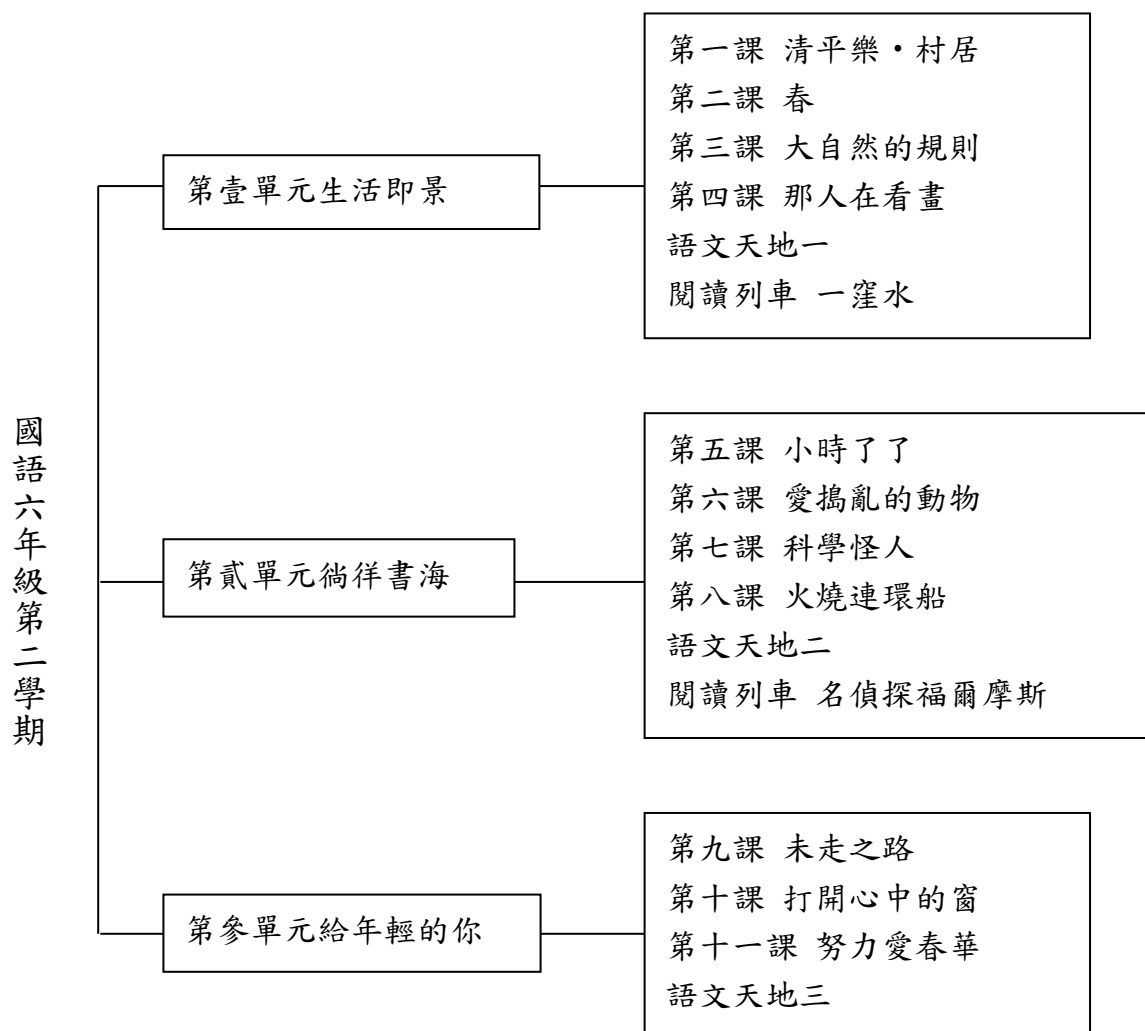 國語六年級第二學期
第壹單元生活即景
第一課 清平樂・村居
第二課 春
第三課 大自然的規則
第四課 那人在看畫
語文天地一
閱讀列車 一窪水
第貳單元徜徉書海
第五課 小時了了
第六課 愛搗亂的動物
第七課 科學怪人
第八課 火燒連環船
語文天地二
閱讀列車 名偵探福爾摩斯
第參單元給年輕的你
第九課 未走之路
第十課 打開心中的窗
第十一課 努力愛春華
語文天地三